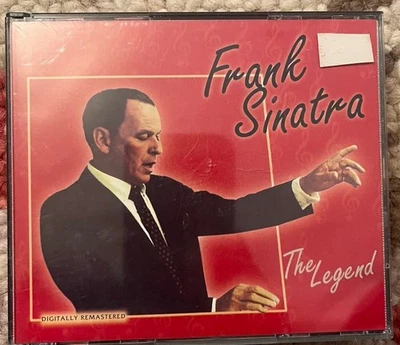 Frank
Sinatra
The Legend
DIGITALLY REMASTERED